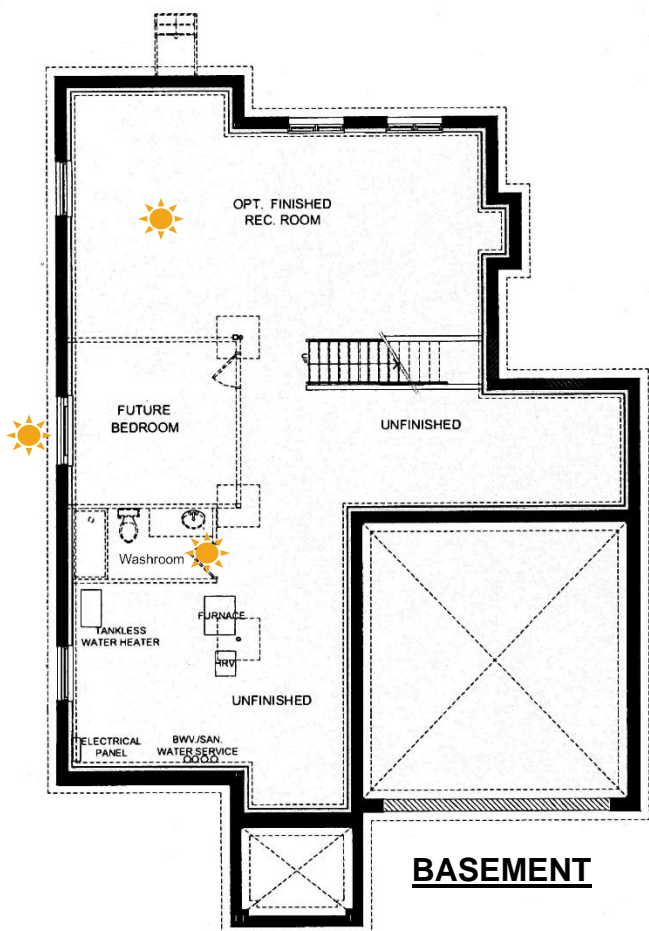 OPT. FINISHED
REC. ROOM
UP
FUTURE
BEDROOM
UNFINISHED
Washroom
FURNACE
TANKLESS
WATER HEATER
HRV
UNFINISHED
ELECTRICAL
PANEL
BWV./SAN.
WATER SERVICE
BASEMENT